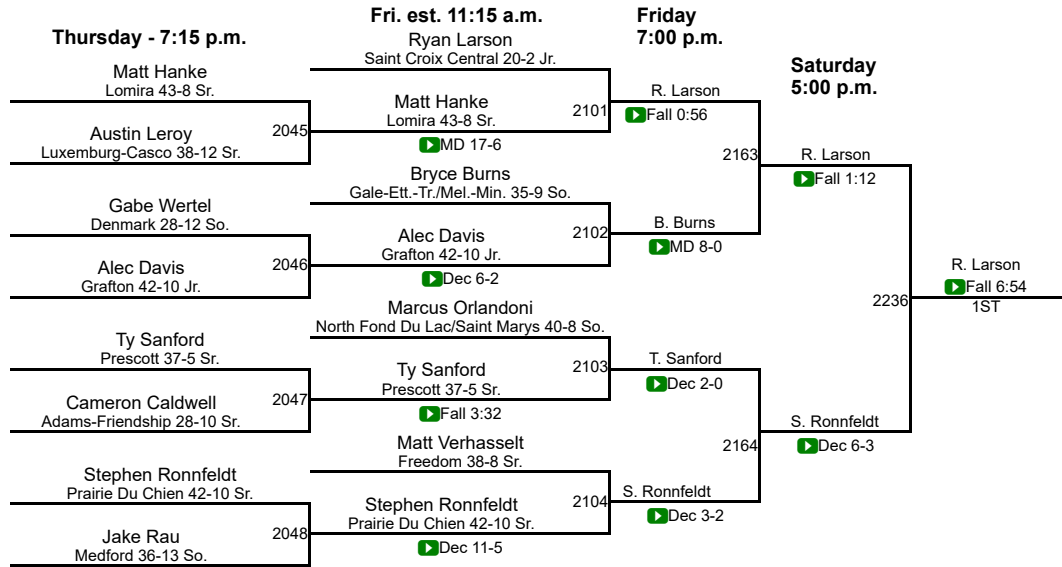 Thursday - 7:15 p.m.
Fri. est. 11:15 a.m.
Friday
7:00 p.m.
Saturday
5:00 p.m.
Matt Hanke
Lomira 43-8 Sr.
2045
Austin Leroy
Luxemburg-Casco 38-12 Sr.
Gabe Wertel
Denmark 28-12 So.
2046
Alec Davis
Grafton 42-10 Jr.
Ty Sanford
Prescott 37-5 Sr.
2047
Cameron Caldwell
Adams-Friendship 28-10 Sr.
Stephen Ronnfeldt
Prairie Du Chien 42-10 Sr.
2048
Jake Rau
Medford 36-13 So.
Ryan Larson
Saint Croix Central 20-2 Jr.
2101
Matt Hanke
Lomira 43-8 Sr.
MD 17-6
Bryce Burns
Gale-Ett.-Tr./Mel.-Min. 35-9 So.
2102
Alec Davis
Grafton 42-10 Jr.
Dec 6-2
Marcus Orlandoni
North Fond Du Lac/Saint Marys 40-8 So.
2103
Ty Sanford
Prescott 37-5 Sr.
Fall 3:32
Matt Verhasselt
Freedom 38-8 Sr.
2104
Stephen Ronnfeldt
Prairie Du Chien 42-10 Sr.
Dec 11-5
R. Larson
Fall 0:56
2163
B. Burns
MD 8-0
T. Sanford
Dec 2-0
2164
S. Ronnfeldt
Dec 3-2
R. Larson
Fall 1:12
2236
S. Ronnfeldt
Dec 6-3
R. Larson
Fall 6:54
1ST